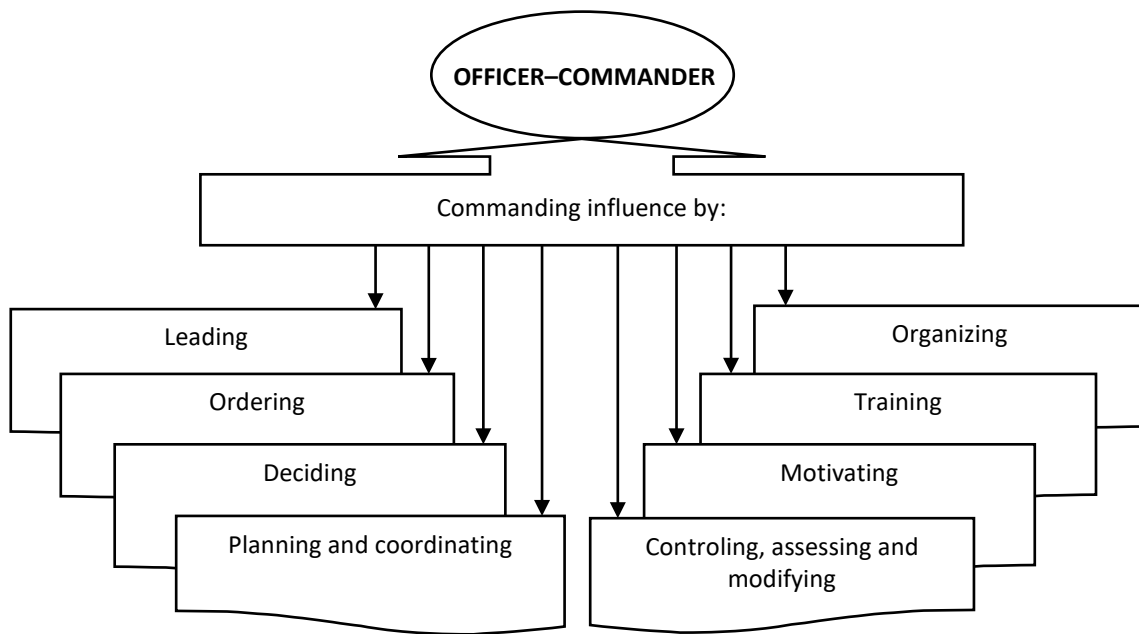 OFFICER–COMMANDER
Commanding influence by:
Leading
Ordering
Deciding
Planning and coordinating
Organizing
Training
Motivating
Controling, assessing and
modifying